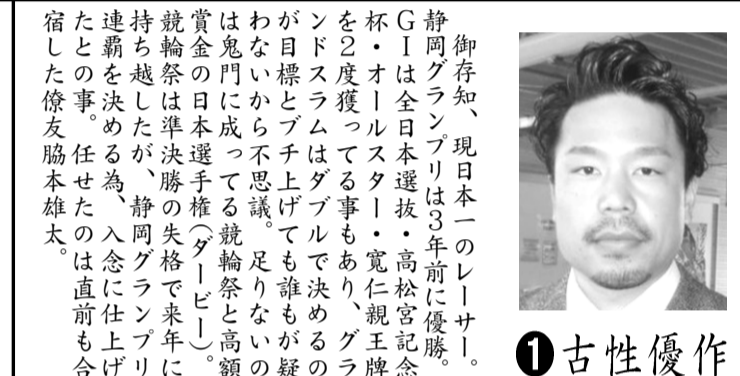 御存知、現日本一のレーサー。
静岡グランプリは3年前に優勝。
GIは全日本選抜・高松宮記念
杯・オールスター・寛仁親王牌
を2度獲ってる事もあり、グラ
ンドスラムはダブルで決めるの
が目標とブチ上げても誰もが疑
わないから不思議。足りないの
は鬼門に成ってる競輪祭と高額
賞金の日本選手権(ダービー)。
競輪祭は準決勝の失格で来年に
持ち越したが、静岡グランプリ
連覇を決める為、入念に仕上げ
たとの事。任せたのは直前も合
宿した僚友脇本雄太。
❶古性優作